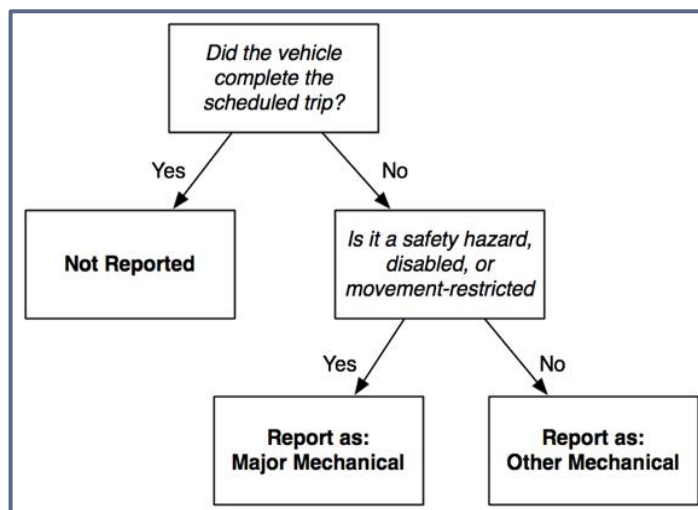 Did the vehicle
complete the
scheduled trip?
Yes
No
Not Reported
Is it a safety hazard,
disabled, or
movement-restricted
Yes
No
Report as:
Major Mechanical
Report as:
Other Mechanical